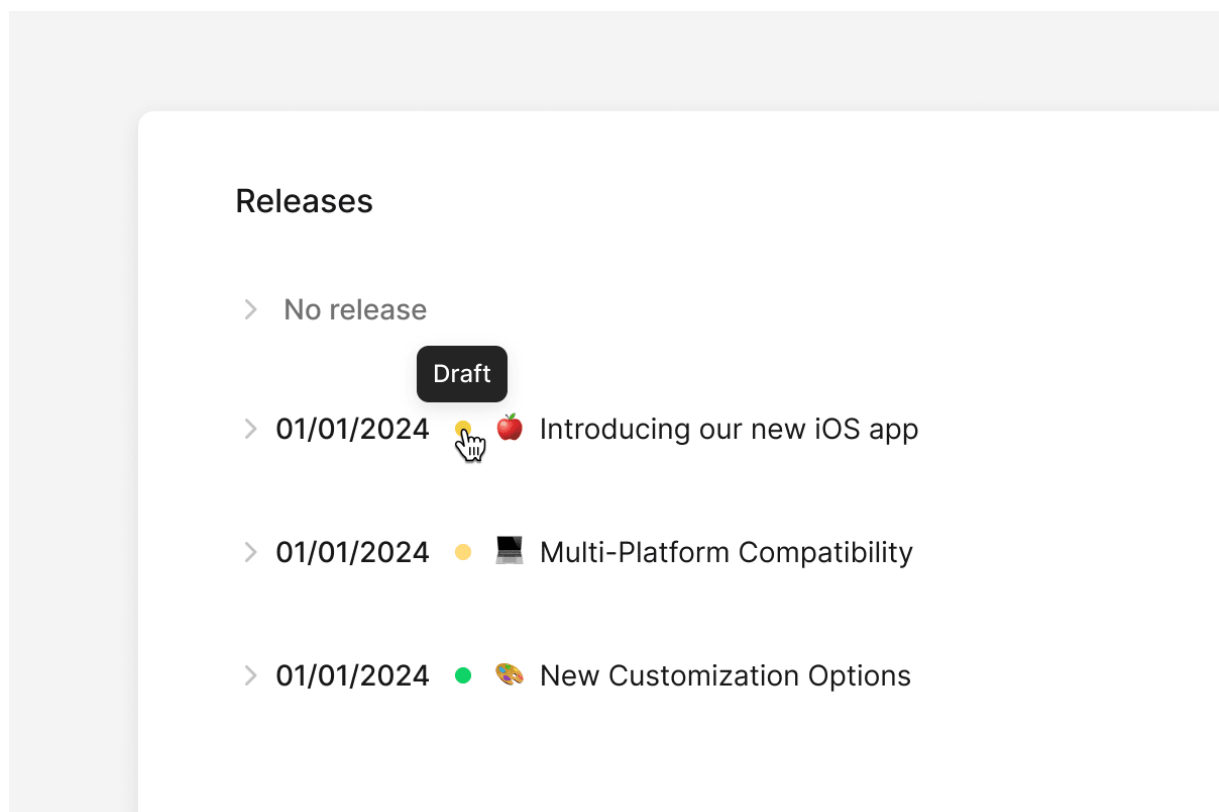 Releases
No release
Draft
01/01/2024 🍎 Introducing our new iOS app
01/01/2024 💻 Multi-Platform Compatibility
01/01/2024 🎨 New Customization Options